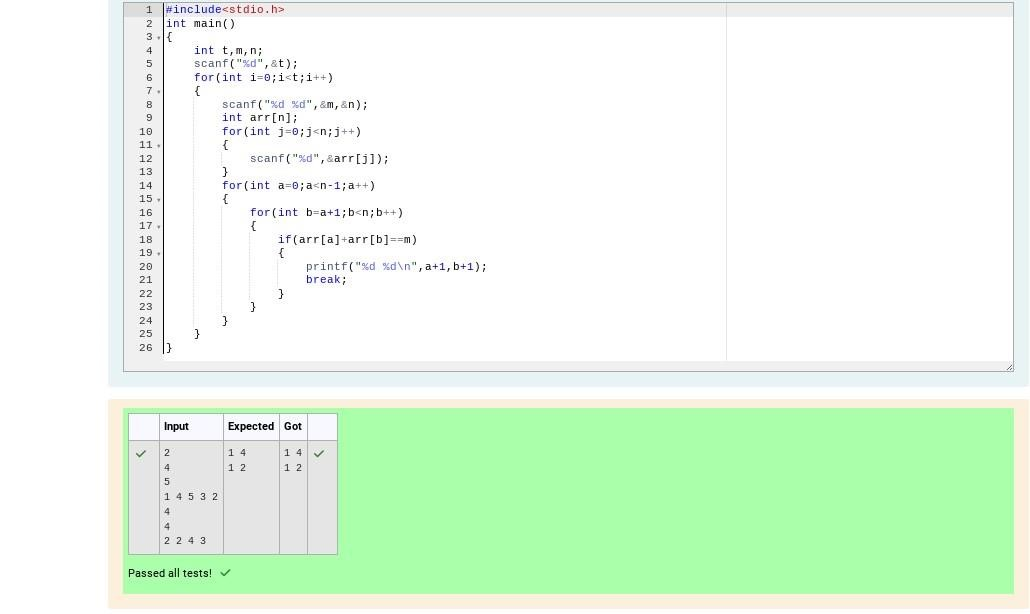 1 #include<stdio.h>
2 int main()
3 {
4     int t,m,n;
5     scanf("%d",&t);
6     for(int i=0;i<t;i++)
7     {
8         scanf("%d %d",&m,&n);
9         int arr[n];
10         for(int j=0;j<n;j++)
11         {
12             scanf("%d",&arr[j]);
13         }
14         for(int a=0;a<n-1;a++)
15         {
16             for(int b=a+1;b<n;b++)
17             {
18                 if(arr[a]+arr[b]==m)
19                 {
20                     printf("%d %d\n",a+1,b+1);
21                     break;
22                 }
23             }
24         }
25     }
26 }
Input Expected Got
2 1 4 1 4
4 1 2 1 2
5
1 4 5 3 2
4
4
2 2 4 3
Passed all tests!